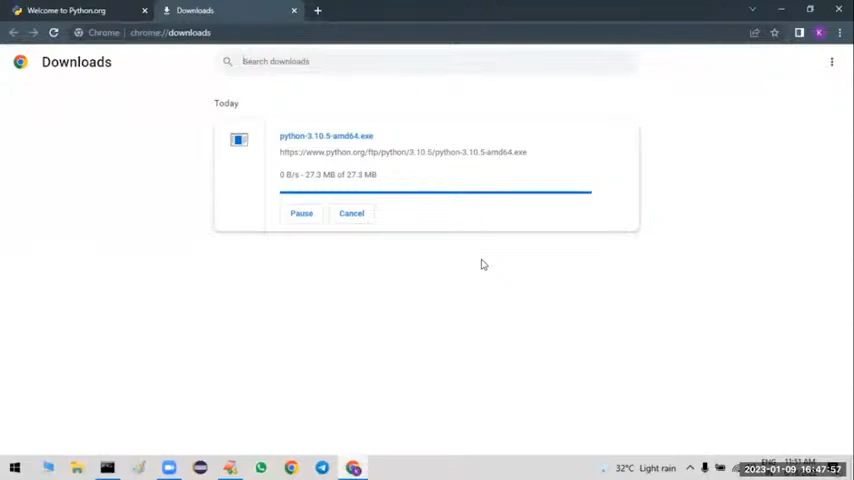 Welcome to Python.org
Downloads
Chrome | chrome://downloads
K
Downloads
Search downloads
Today
python-3.10.5-amd64.exe
https://www.python.org/ftp/python/3.10.5/python-3.10.5-amd64.exe
0 B/s - 27.3 MB of 27.3 MB
Pause
Cancel
32°C Light rain
2023-01-09 16:47:57